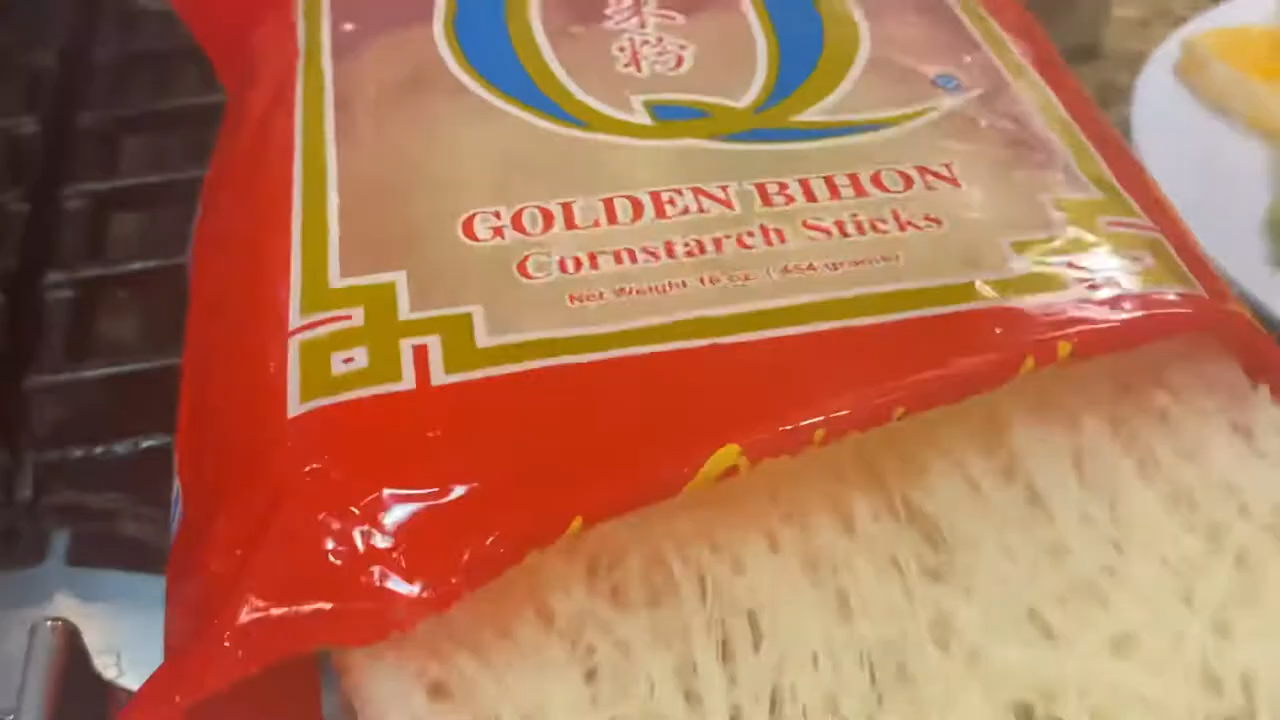 Q
粉
GOLDEN BIHON
Cornstarch Sticks
Net Weight 16 oz. (454 grams)